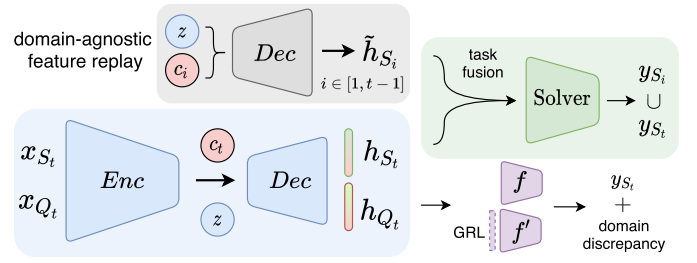 domain-agnostic
feature replay
z
c_i
Dec
h̃_{S_i}
i ∈ [1, t − 1]
x_{S_t}
x_{Q_t}
Enc
c_t
z
Dec
h_{S_t}
h_{Q_t}
task
fusion
Solver
y_{S_i}
∪
y_{S_t}
f
GRL
f′
y_{S_t}
+
domain
discrepancy